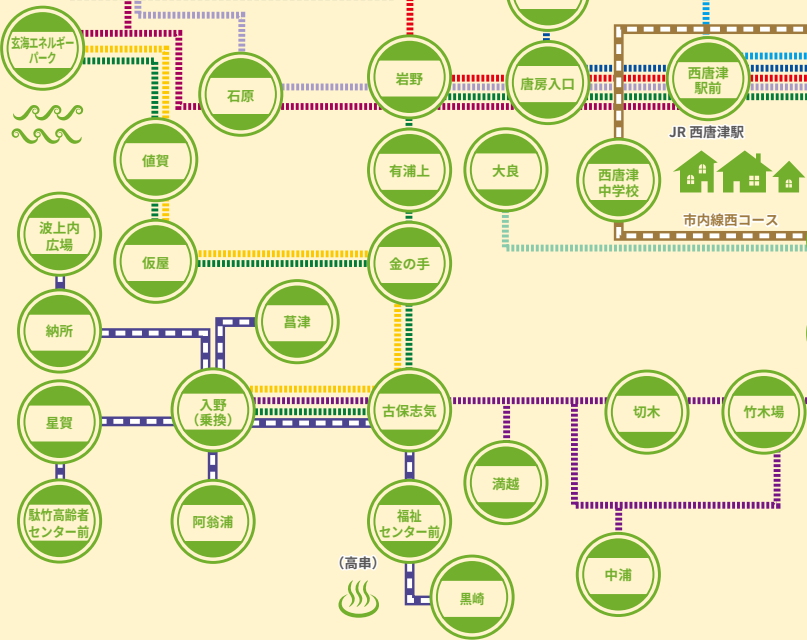 玄海エネルギー
パーク
石原
岩野
唐房入口
西唐津
駅前
JR 西唐津駅
値賀
有浦上
大良
西唐津
中学校
市内線西コース
波上内
広場
仮屋
金の手
納所
菖津
星賀
入野
（乗換）
古保志気
切木
竹木場
満越
駄竹高齢者
センター前
阿翁浦
福祉
センター前
中浦
（高串）
黒崎